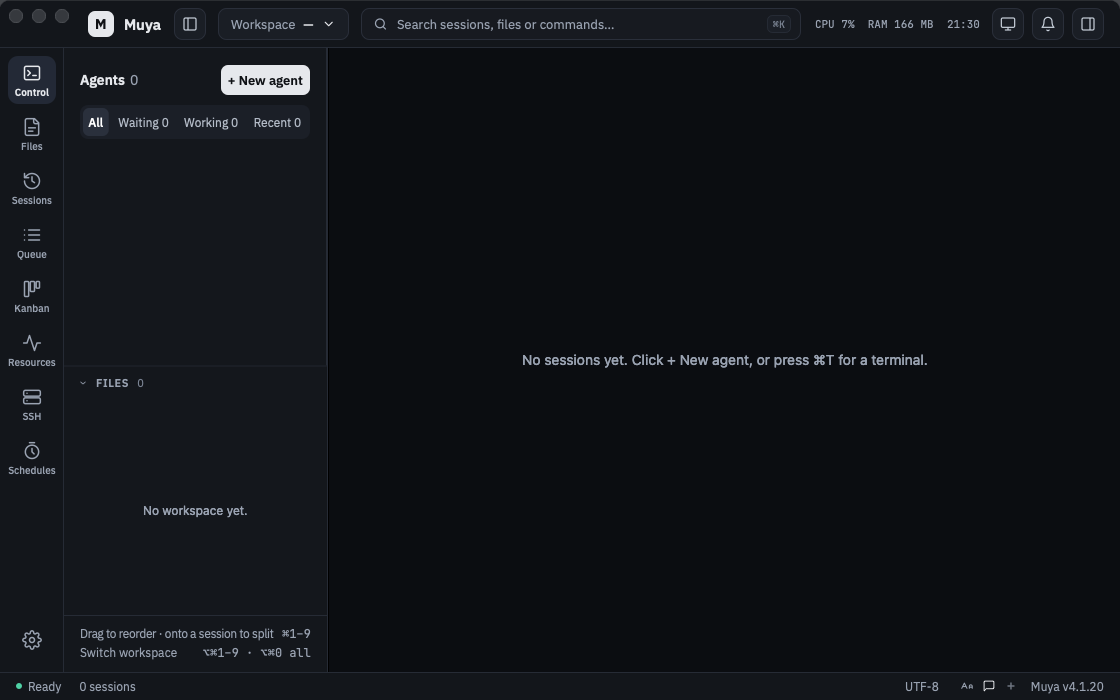 M Muya Workspace — Search sessions, files or commands... ⌘K CPU 7% RAM 166 MB 21:30
Control
Files
Sessions
Queue
Kanban
Resources
SSH
Schedules
Agents 0 + New agent
All Waiting 0 Working 0 Recent 0
FILES 0
No workspace yet.
Drag to reorder · onto a session to split ⌘1–9
Switch workspace ⌥⌘1–9 · ⌥⌘0 all
No sessions yet. Click + New agent, or press ⌘T for a terminal.
Ready 0 sessions UTF-8 Aa + Muya v4.1.20